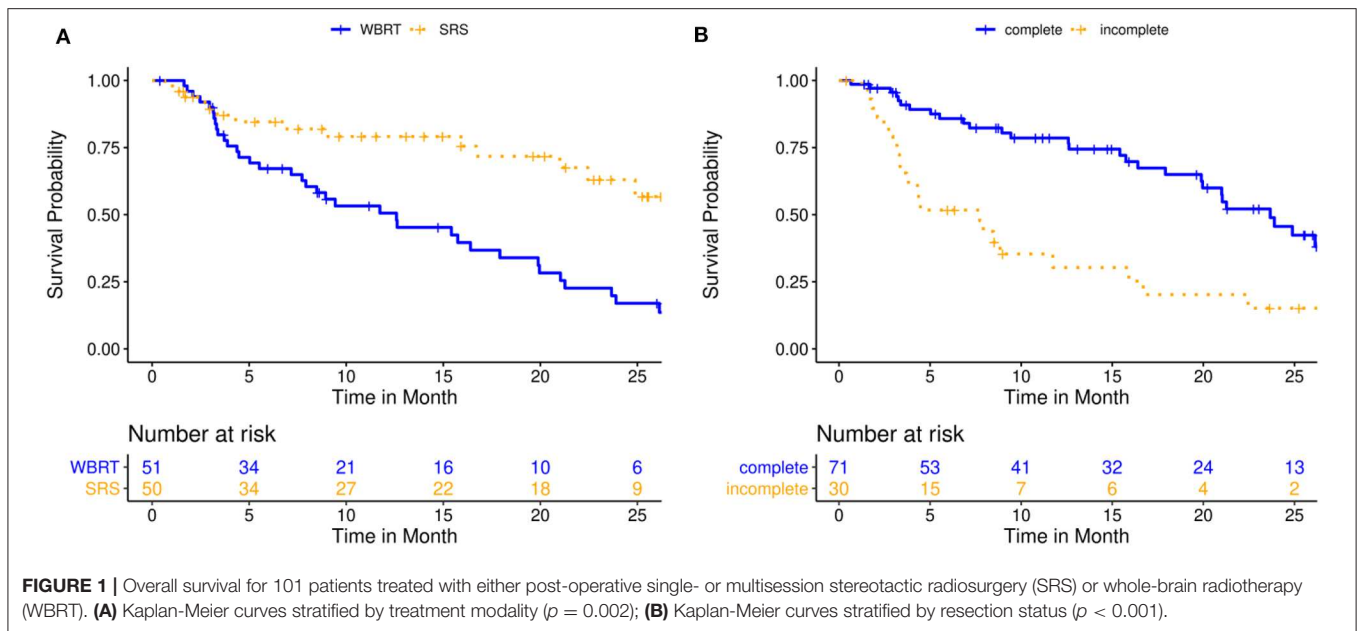 A
WBRT SRS
1.00
0.75
0.50
0.25
0.00
Survival Probability
0 5 10 15 20 25
Time in Month
Number at risk
WBRT 51 34 21 16 10 6
SRS 50 34 27 22 18 9
0 5 10 15 20 25
Time in Month
B
complete incomplete
1.00
0.75
0.50
0.25
0.00
Survival Probability
0 5 10 15 20 25
Time in Month
Number at risk
complete 71 53 41 32 24 13
incomplete 30 15 7 6 4 2
0 5 10 15 20 25
Time in Month
FIGURE 1 | Overall survival for 101 patients treated with either post-operative single- or multisession stereotactic radiosurgery (SRS) or whole-brain radiotherapy
(WBRT). (A) Kaplan-Meier curves stratified by treatment modality (p = 0.002); (B) Kaplan-Meier curves stratified by resection status (p < 0.001).